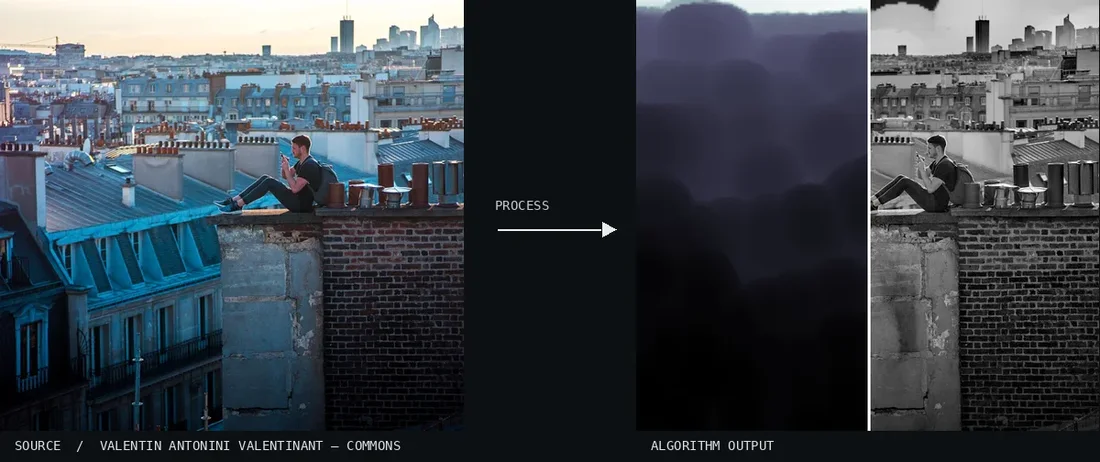 PROCESS
SOURCE / VALENTIN ANTONINI VALENTINANT — COMMONS
ALGORITHM OUTPUT